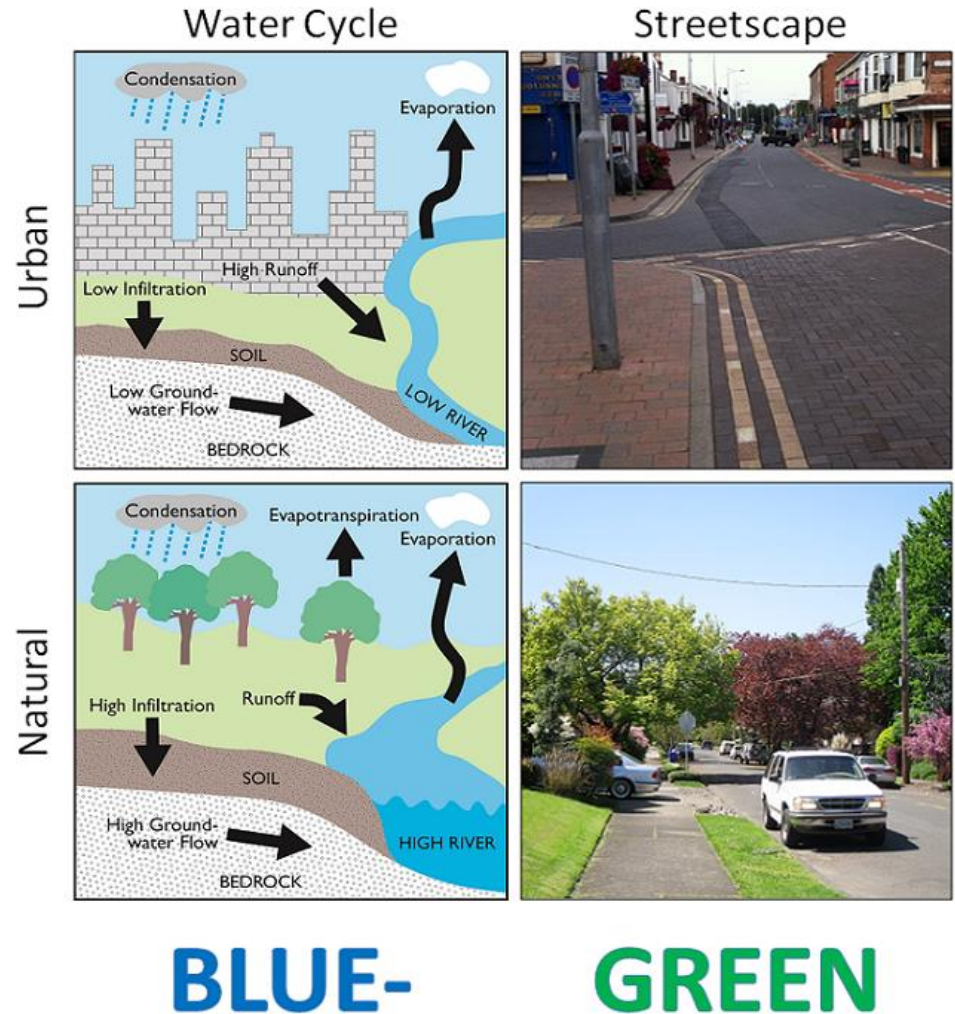 Water Cycle
Streetscape
Urban
Condensation
Evaporation
High Runoff
Low Infiltration
SOIL
Low Ground-
water Flow
LOW RIVER
BEDROCK
Natural
Condensation
Evapotranspiration
Evaporation
High Infiltration
Runoff
SOIL
High Ground-
water Flow
HIGH RIVER
BEDROCK
BLUE-
GREEN